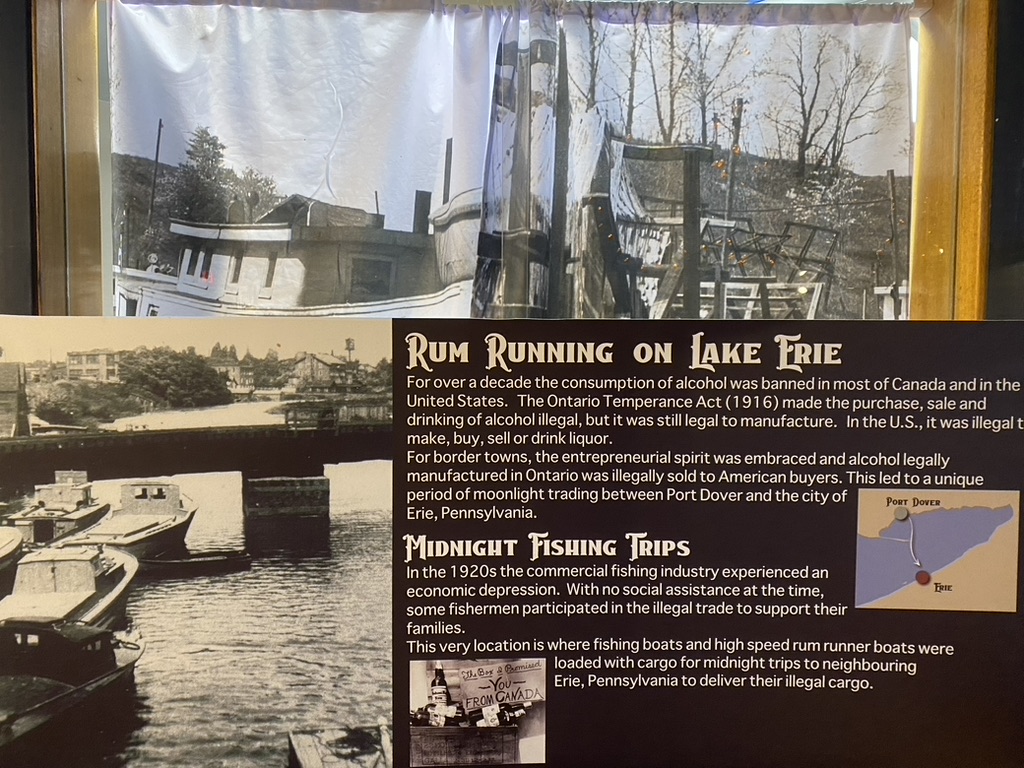 RUM RUNNING ON LAKE ERIE
For over a decade the consumption of alcohol was banned in most of Canada and in the
United States. The Ontario Temperance Act (1916) made the purchase, sale and
drinking of alcohol illegal, but it was still legal to manufacture. In the U.S., it was illegal t
make, buy, sell or drink liquor.
For border towns, the entrepreneurial spirit was embraced and alcohol legally
manufactured in Ontario was illegally sold to American buyers. This led to a unique
period of moonlight trading between Port Dover and the city of
Erie, Pennsylvania.
PORT DOVER
ERIE
MIDNIGHT FISHING TRIPS
In the 1920s the commercial fishing industry experienced an
economic depression. With no social assistance at the time,
some fishermen participated in the illegal trade to support their
families.
This very location is where fishing boats and high speed rum runner boats were
loaded with cargo for midnight trips to neighbouring
Erie, Pennsylvania to deliver their illegal cargo.
The Box I Promised
YOU
FROM CANADA